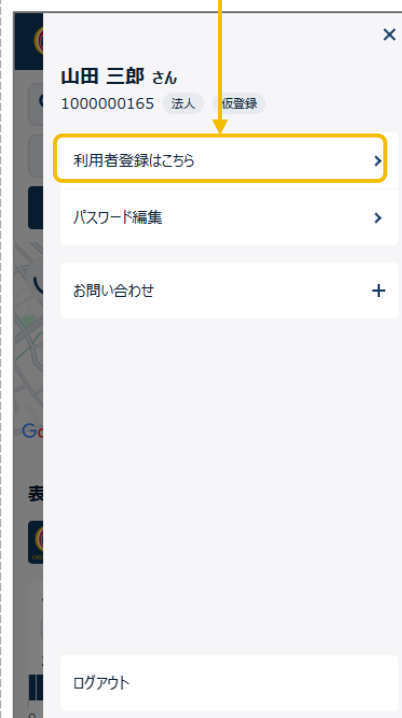 ×
山田 三郎 さん
1000000165 法人 仮登録
利用者登録はこちら
パスワード編集
お問い合わせ
Go
表
ログアウト